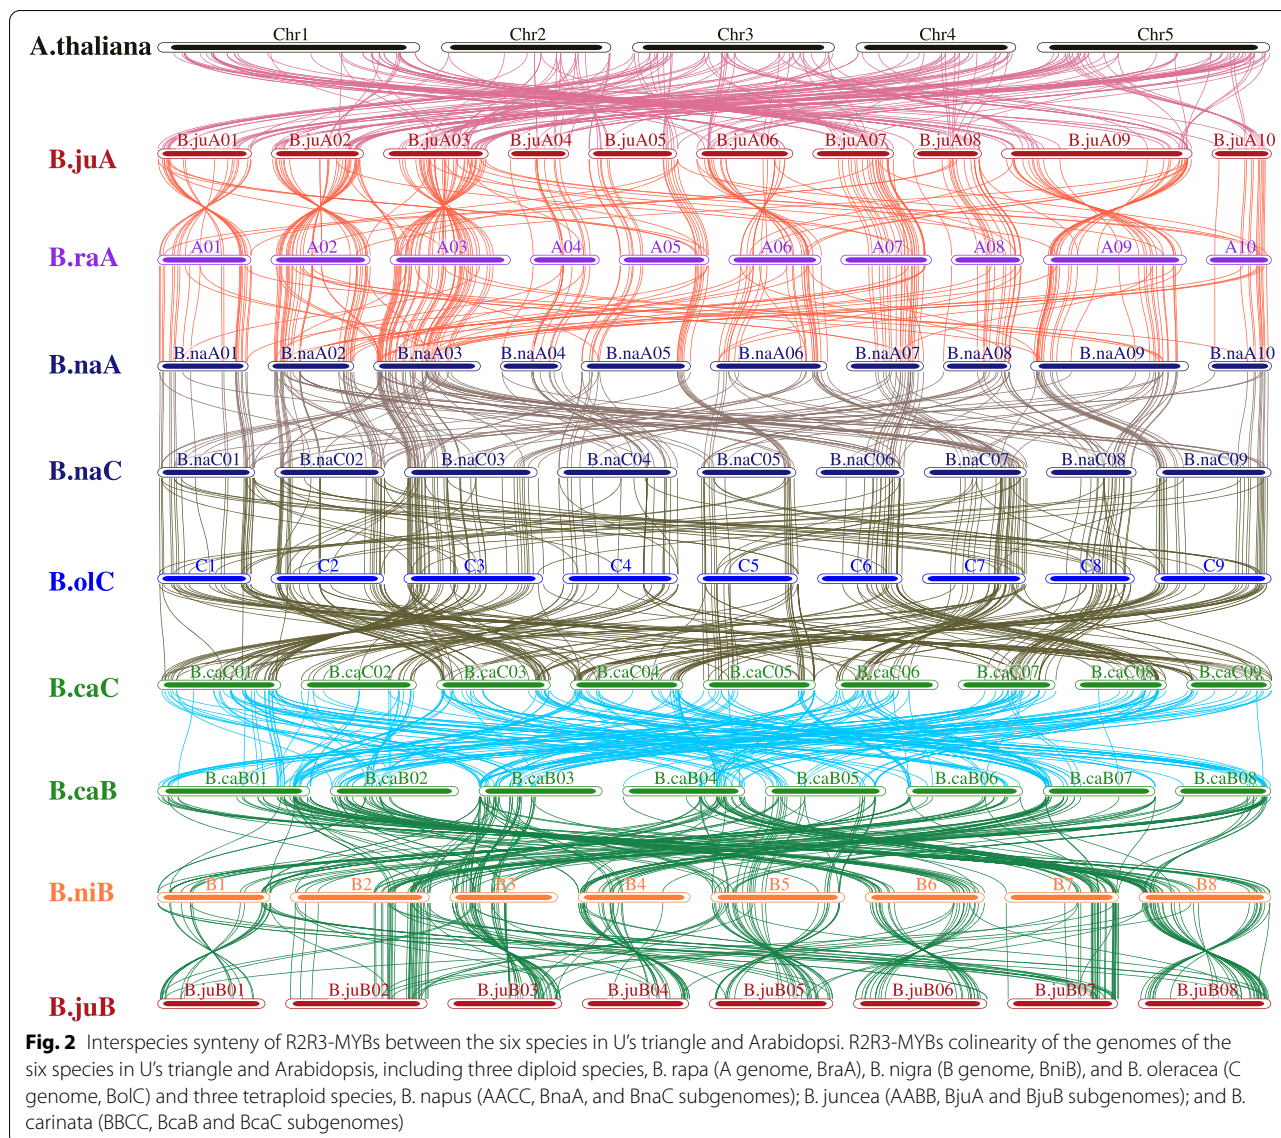 Chr1 Chr2 Chr3 Chr4 Chr5
A.thaliana
B.juA01 B.juA02 B.juA03 B.juA04 B.juA05 B.juA06 B.juA07 B.juA08 B.juA09 B.juA10
B.juA
A01 A02 A03 A04 A05 A06 A07 A08 A09 A10
B.raA
B.naA01 B.naA02 B.naA03 B.naA04 B.naA05 B.naA06 B.naA07 B.naA08 B.naA09 B.naA10
B.naA
B.naC01 B.naC02 B.naC03 B.naC04 B.naC05 B.naC06 B.naC07 B.naC08 B.naC09
B.naC
C1 C2 C3 C4 C5 C6 C7 C8 C9
B.olC
B.caC01 B.caC02 B.caC03 B.caC04 B.caC05 B.caC06 B.caC07 B.caC08 B.caC09
B.caC
B.caB01 B.caB02 B.caB03 B.caB04 B.caB05 B.caB06 B.caB07 B.caB08
B.caB
B1 B2 B3 B4 B5 B6 B7 B8
B.niB
B.juB01 B.juB02 B.juB03 B.juB04 B.juB05 B.juB06 B.juB07 B.juB08
B.juB
Fig. 2 Interspecies synteny of R2R3-MYBs between the six species in U's triangle and Arabidopsi. R2R3-MYBs colinearity of the genomes of the
six species in U's triangle and Arabidopsis, including three diploid species, B. rapa (A genome, BraA), B. nigra (B genome, BniB), and B. oleracea (C
genome, BolC) and three tetraploid species, B. napus (AACC, BnaA, and BnaC subgenomes); B. juncea (AABB, BjuA and BjuB subgenomes); and B.
carinata (BBCC, BcaB and BcaC subgenomes)